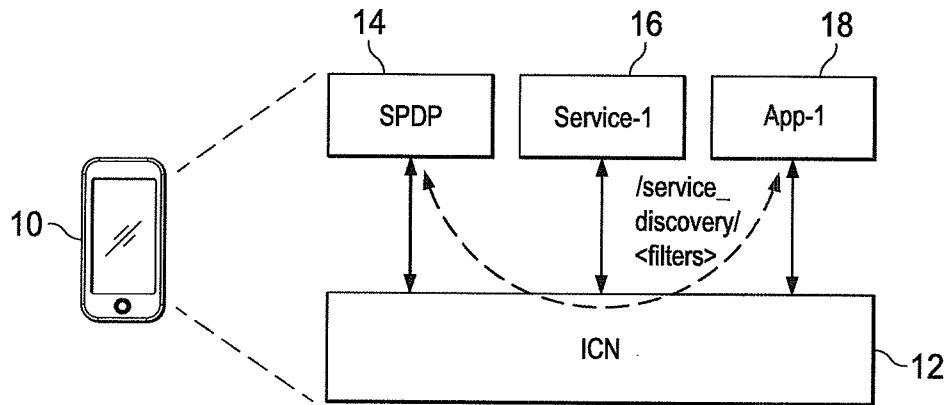 14
16
18
SPDP
Service-1
App-1
/service_
discovery/
<filters>
10
ICN
12